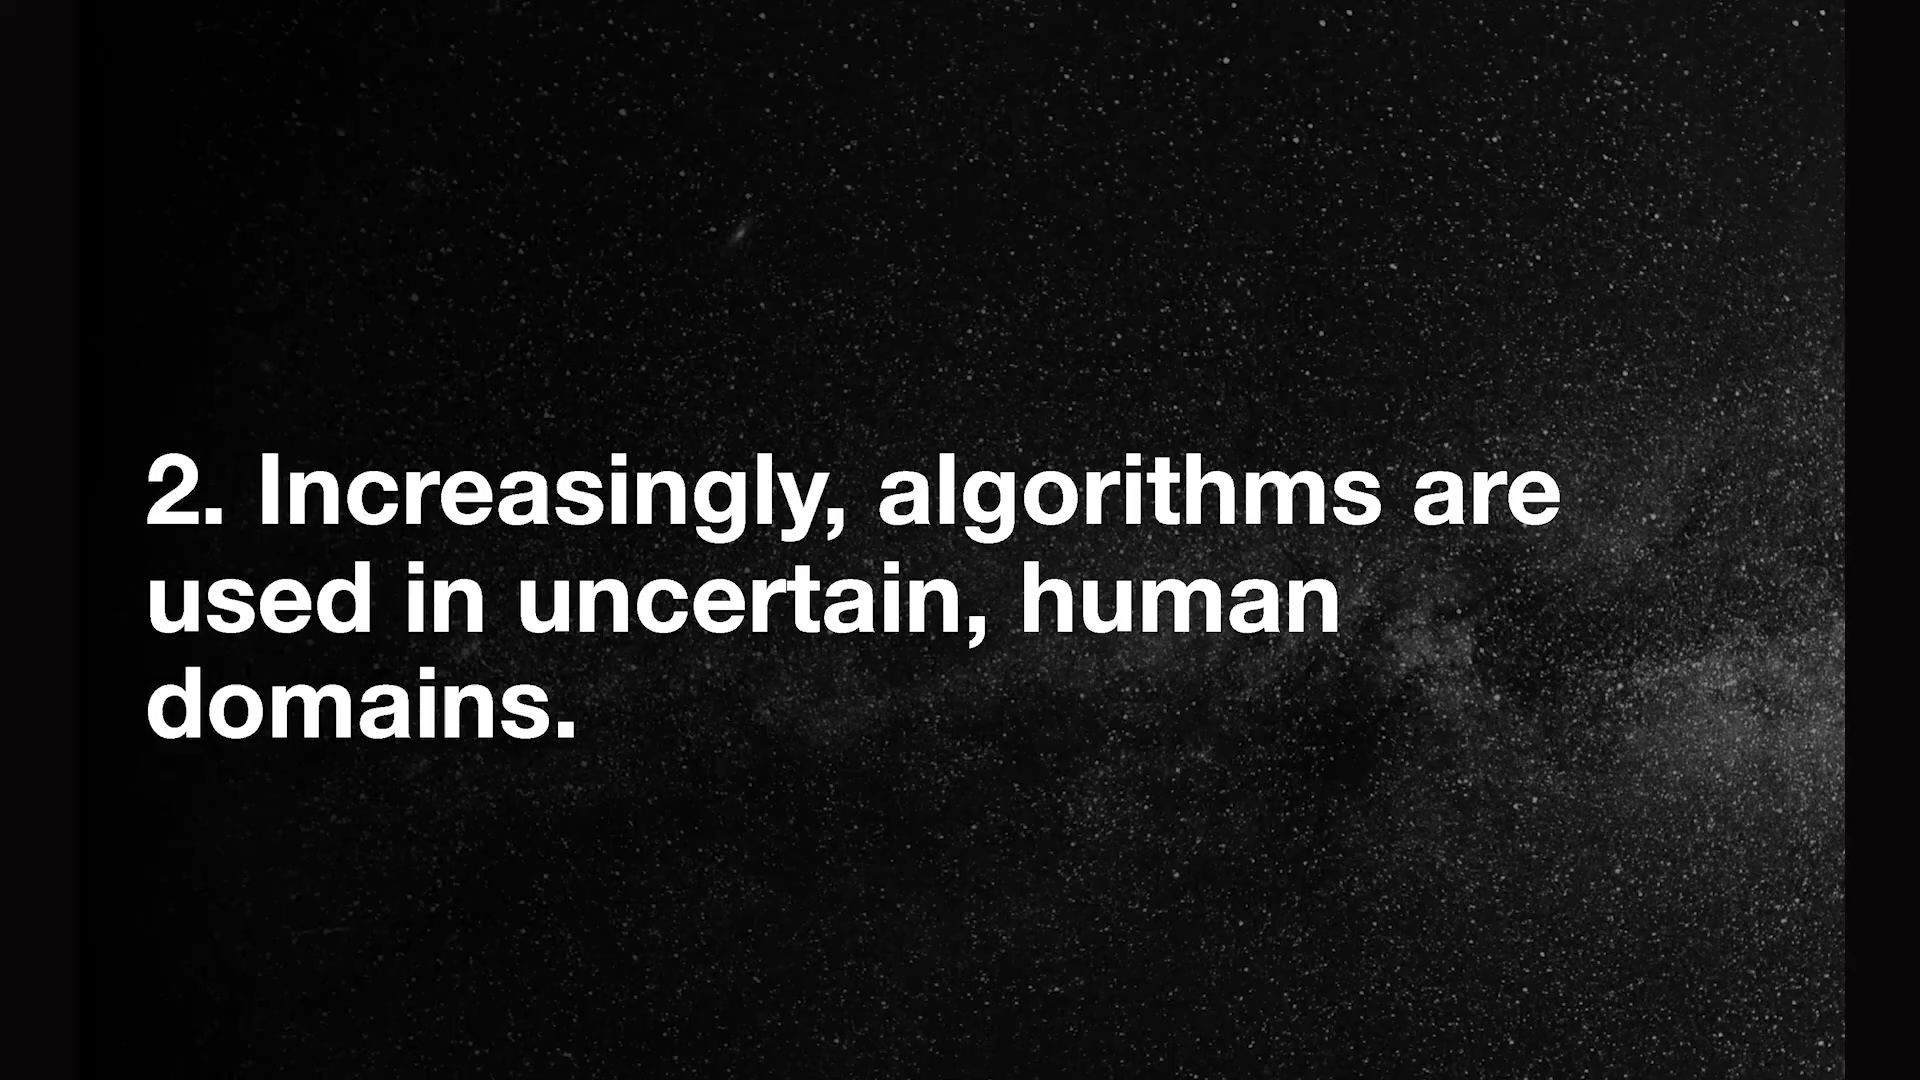 2. Increasingly, algorithms are
used in uncertain, human
domains.